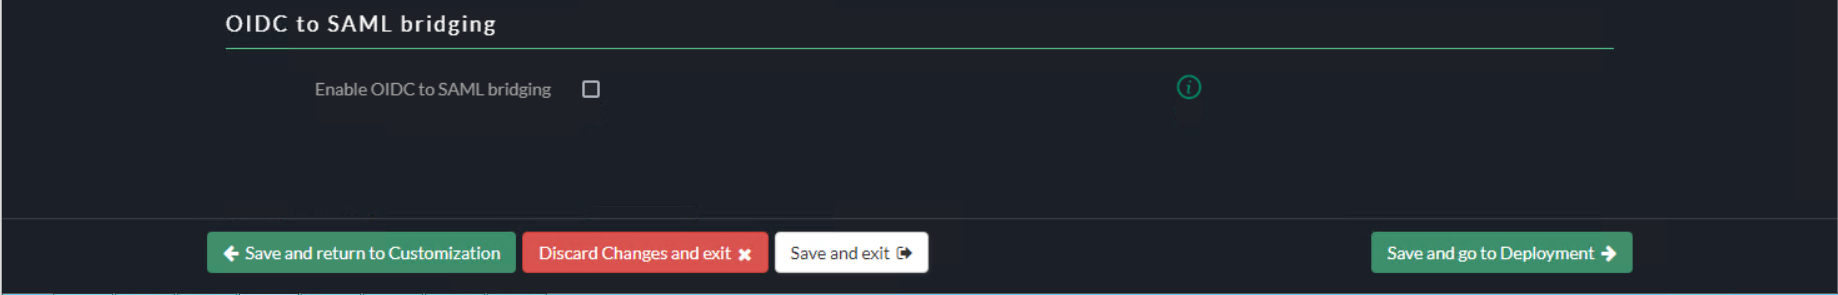 OIDC to SAML bridging
Enable OIDC to SAML bridging
Save and return to Customization
Discard Changes and exit
Save and exit
Save and go to Deployment